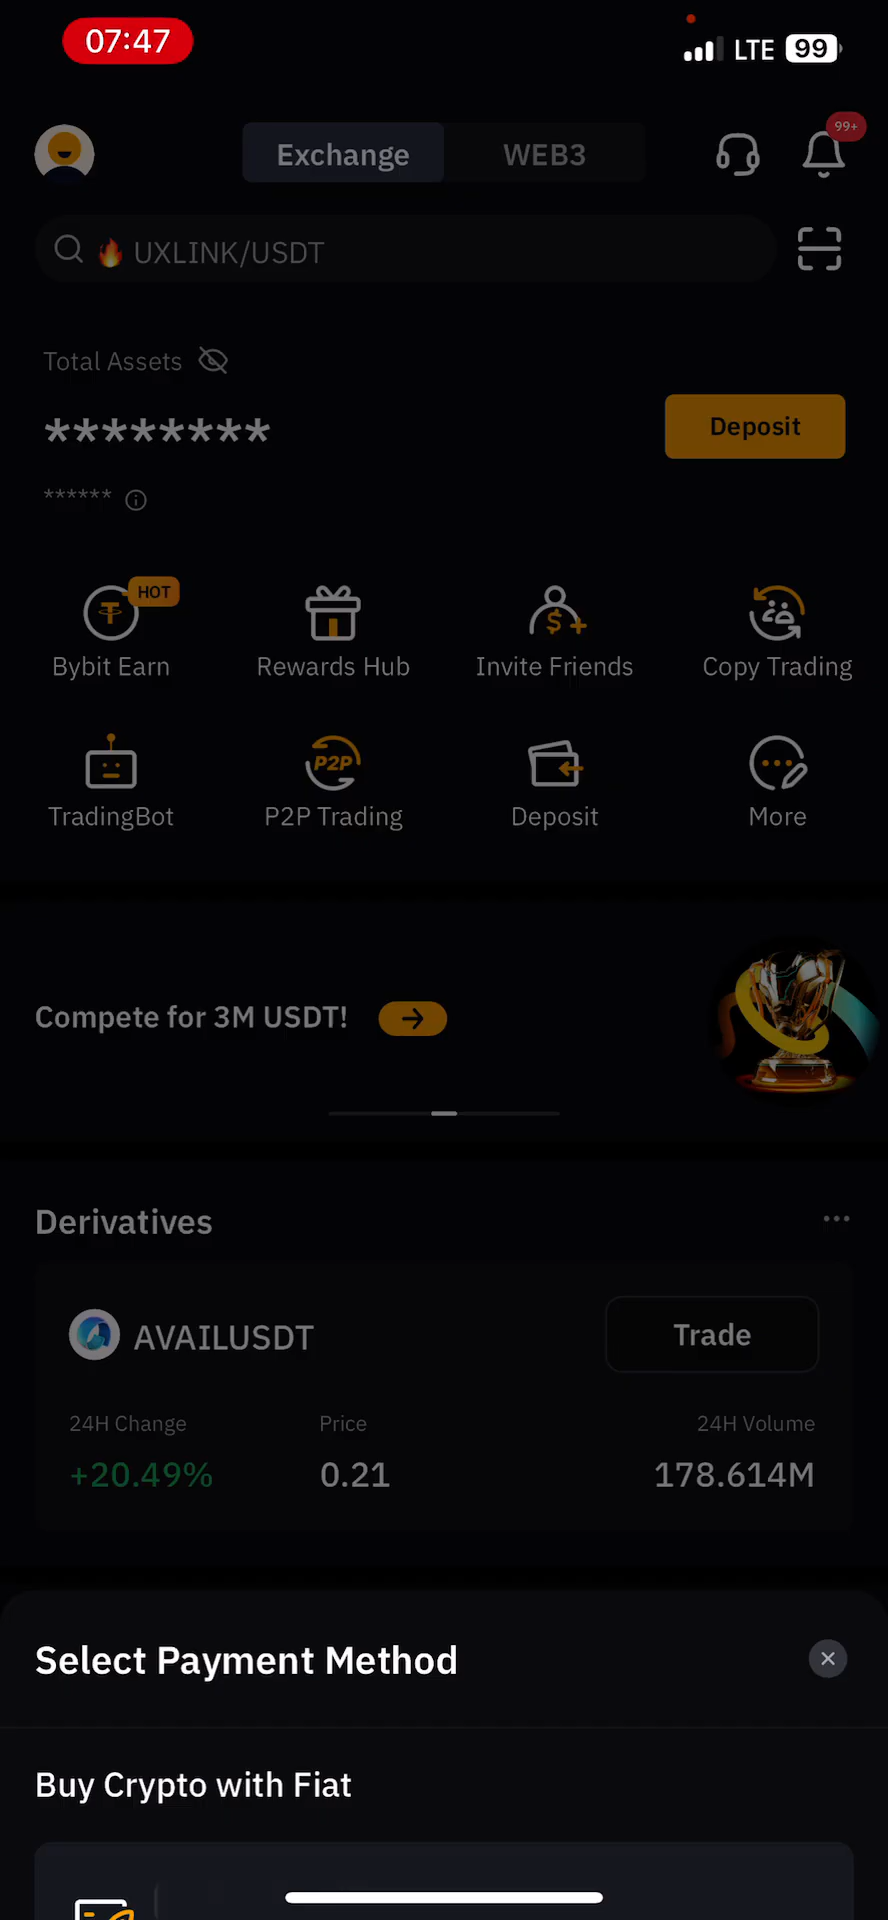 07:47
LTE 99
99+
Exchange WEB3
UXLINK/USDT
Total Assets
********
Deposit
******
HOT
Bybit Earn Rewards Hub Invite Friends Copy Trading
P2P
TradingBot P2P Trading Deposit More
Compete for 3M USDT!
Derivatives
AVAILUSDT
Trade
24H Change Price 24H Volume
+20.49% 0.21 178.614M
Select Payment Method
Buy Crypto with Fiat